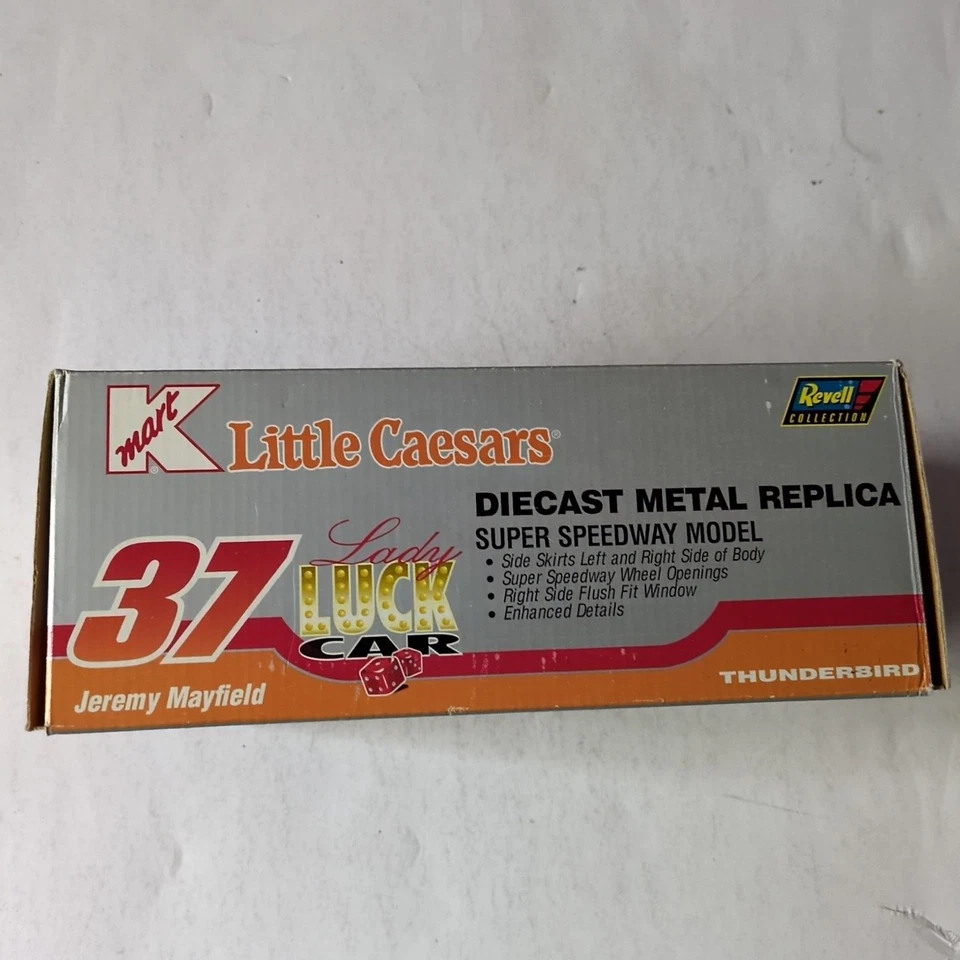 K
mart®
Little Caesars®
Revell
COLLECTION
DIECAST METAL REPLICA
SUPER SPEEDWAY MODEL
• Side Skirts Left and Right Side of Body
• Super Speedway Wheel Openings
• Right Side Flush Fit Window
• Enhanced Details
37
Lady
LUCK
CAR
Jeremy Mayfield
THUNDERBIRD